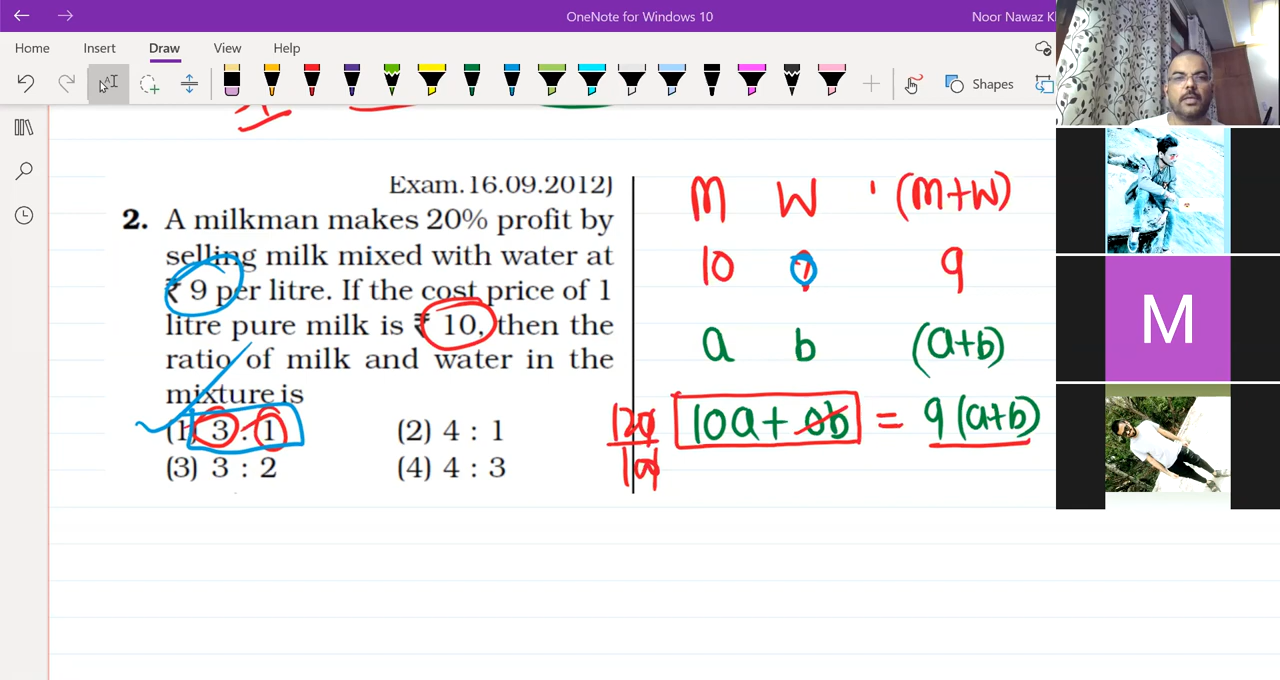 OneNote for Windows 10
Noor Nawaz
Home Insert Draw View Help
Shapes
Exam.16.09.2012)
2. A milkman makes 20% profit by
selling milk mixed with water at
₹ 9 per litre. If the cost price of 1
litre pure milk is ₹ 10, then the
ratio of milk and water in the
mixture is
(1) 3 : 1 (2) 4 : 1
(3) 3 : 2 (4) 4 : 3
M W (M+W)
10 9
a b (a+b)
120/100 10a + 0b = 9 (a+b)
M